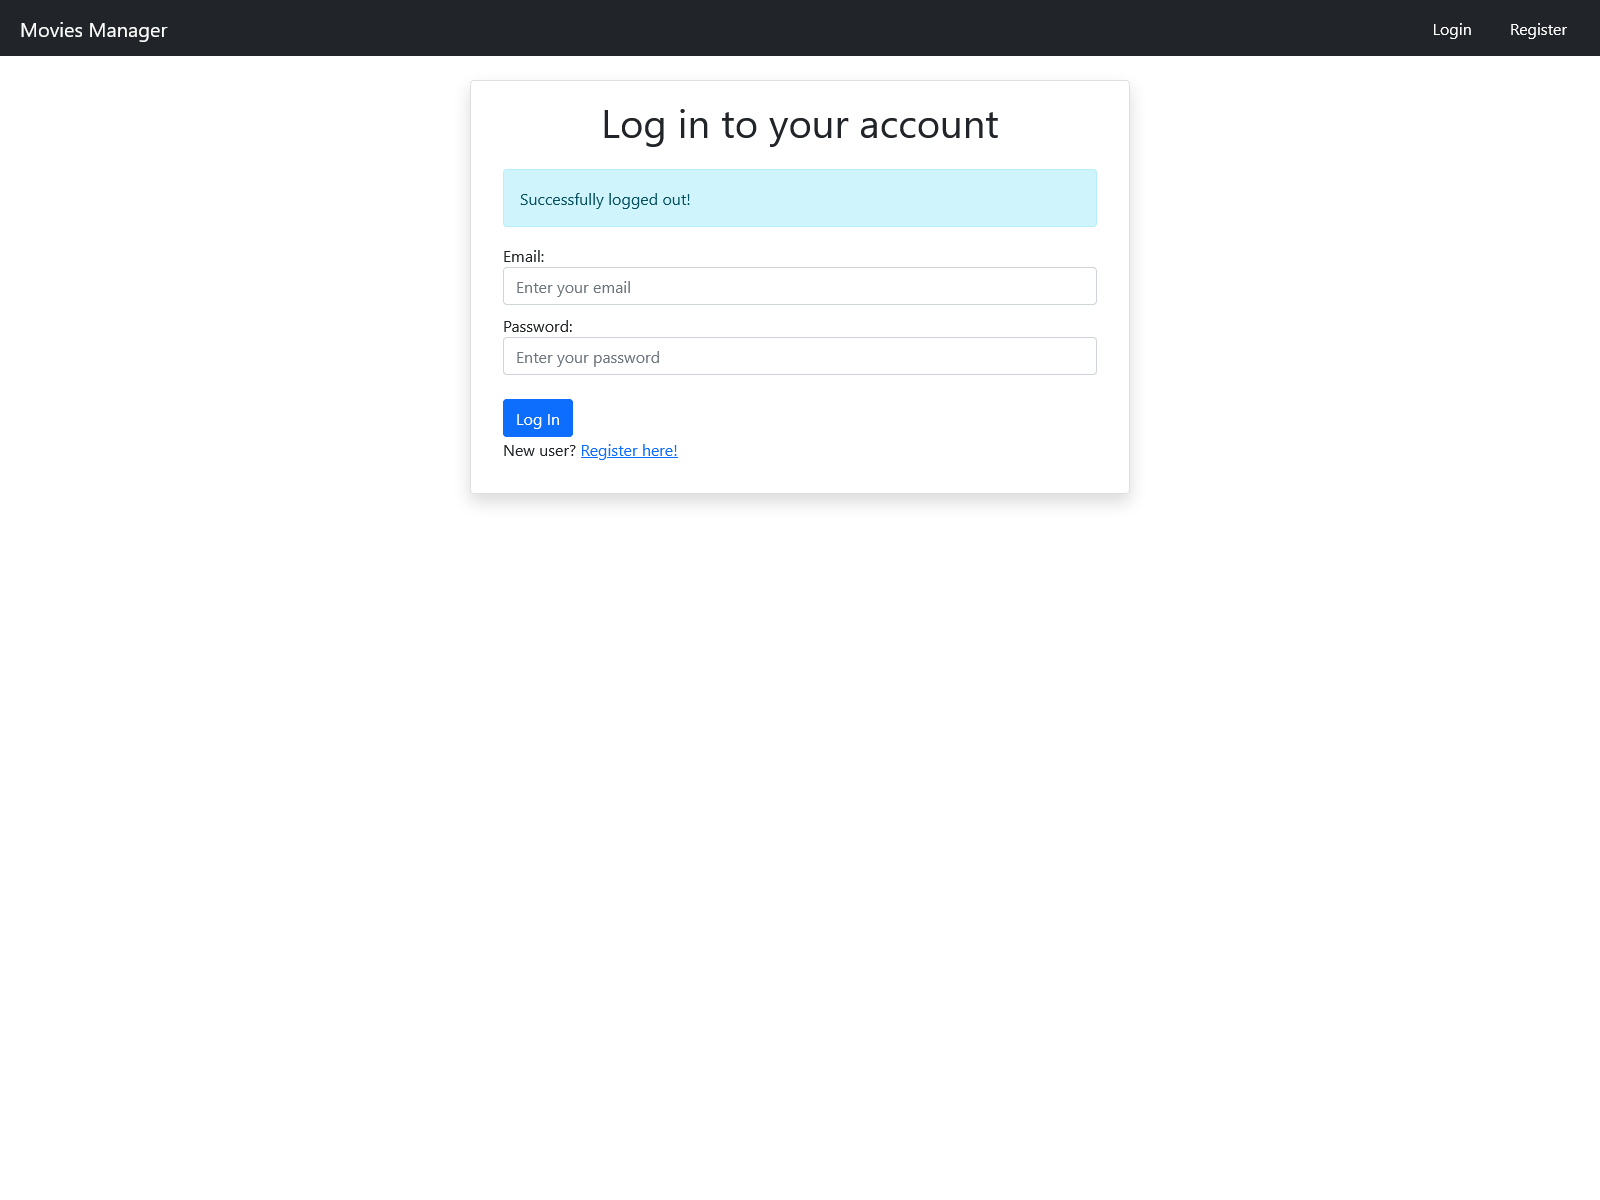 Movies Manager
Login
Register
Log in to your account
Successfully logged out!
Email:
Enter your email
Password:
Enter your password
Log In
New user? Register here!